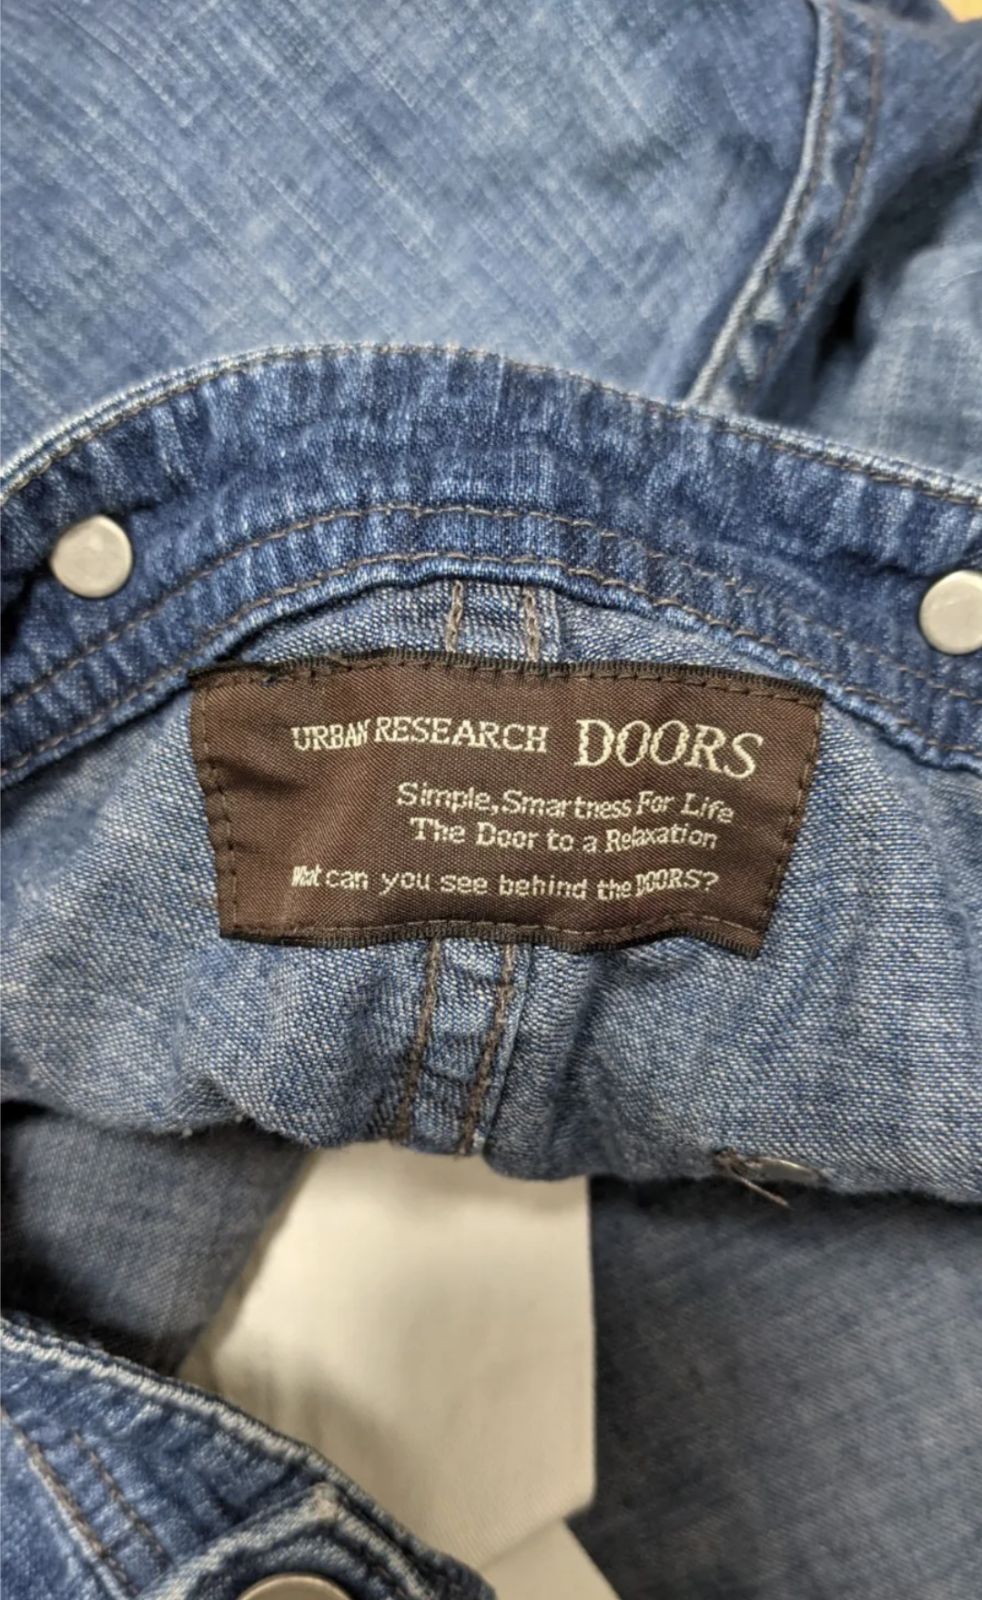 URBAN RESEARCH DOORS
Simple, Smartness For Life
The Door to a Relaxation
What can you see behind the DOORS?